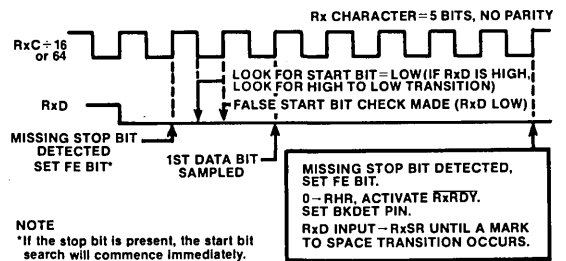 Rx CHARACTER=5 BITS, NO PARITY
RxC÷16
or 64
LOOK FOR START BIT=LOW(IF RxD IS HIGH,
LOOK FOR HIGH TO LOW TRANSITION)
RxD
FALSE START BIT CHECK MADE (RxD LOW)
MISSING STOP BIT
DETECTED
SET FE BIT*
1ST DATA BIT
SAMPLED
MISSING STOP BIT DETECTED,
SET FE BIT.
0→RHR, ACTIVATE RxRDY.
SET BKDET PIN.
RxD INPUT→RxSR UNTIL A MARK
TO SPACE TRANSITION OCCURS.
NOTE
*If the stop bit is present, the start bit
search will commence immediately.